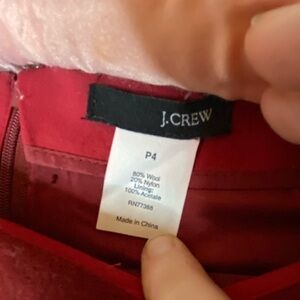 J.CREW
P4
80% Wool
20% Nylon
Lining:
100% Acetate
RN77388
Made in China